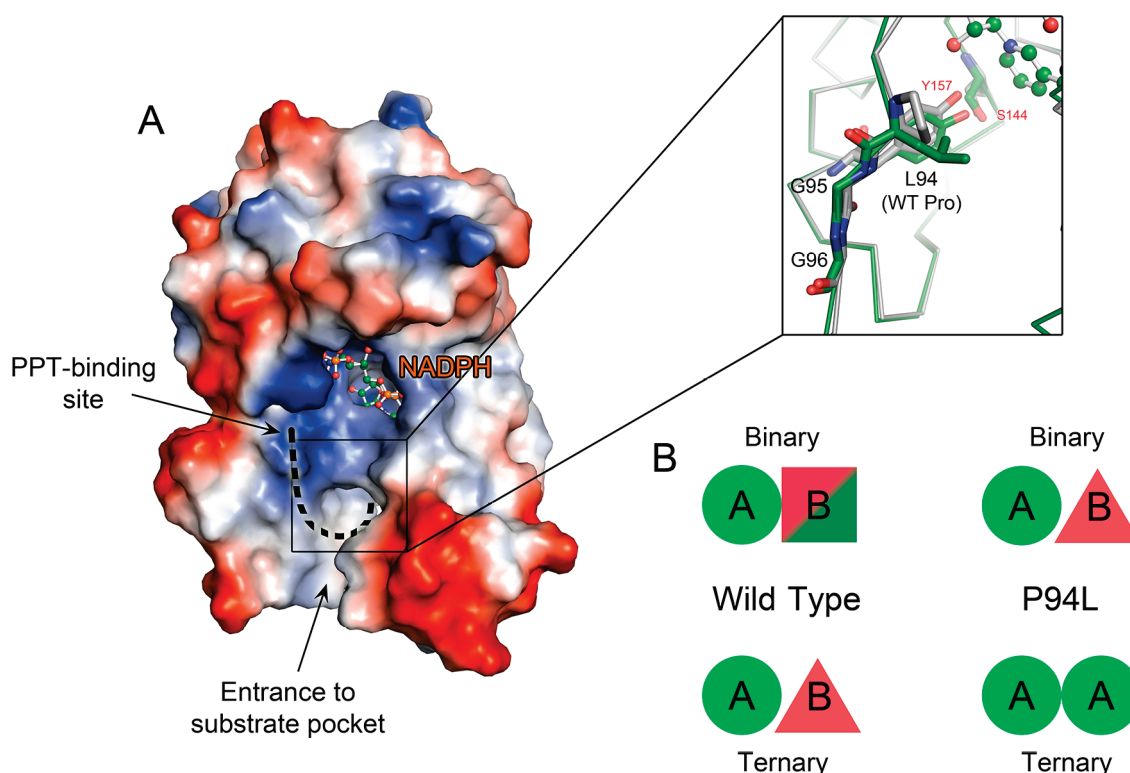 A
PPT-binding
site
NADPH
Entrance to
substrate pocket
Y157
S144
G95
L94
(WT Pro)
G96
B
Binary
Binary
A B
A B
Wild Type
P94L
A B
A A
Ternary
Ternary